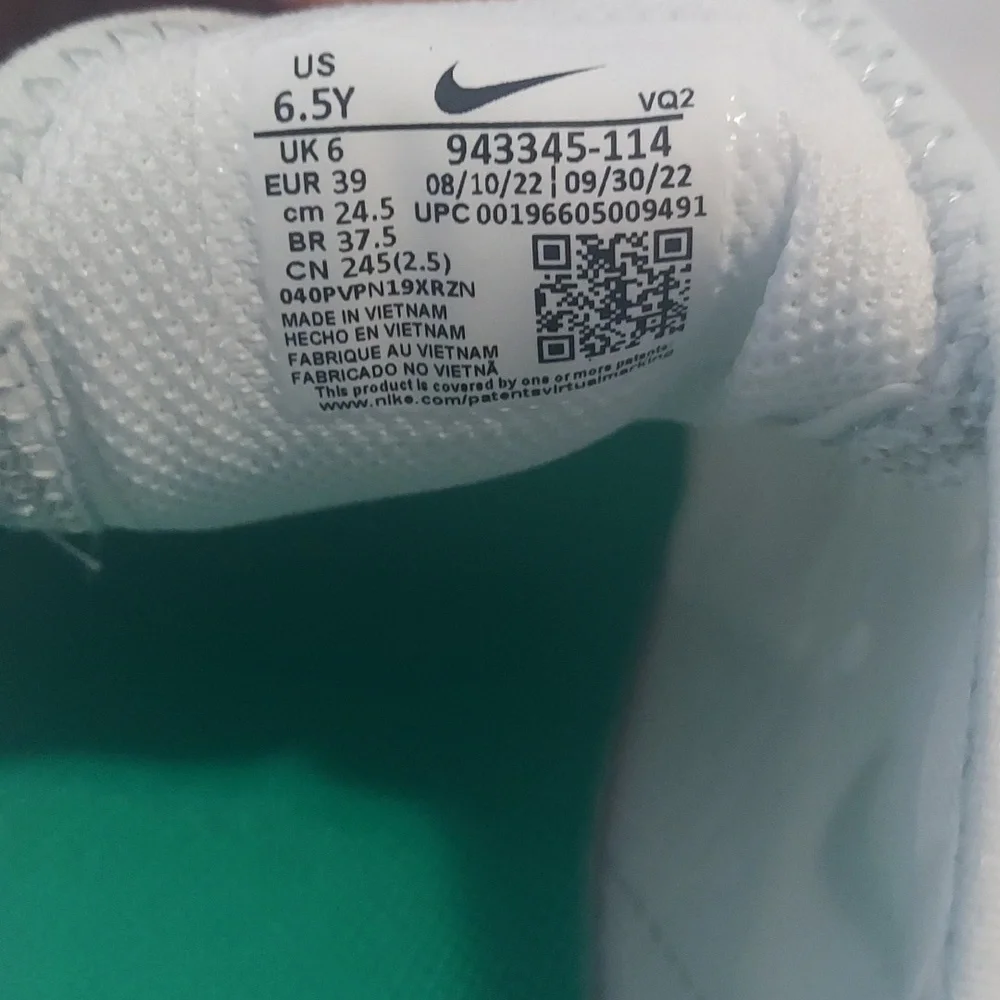 US
6.5Y
VQ2
UK 6
943345-114
EUR 39
08/10/22 | 09/30/22
cm 24.5
UPC 00196605009491
BR 37.5
CN 245(2.5)
040PVPN19XRZN
MADE IN VIETNAM
HECHO EN VIETNAM
FABRIQUE AU VIETNAM
FABRICADO NO VIETNÃ
This product is covered by one or more patents
www.nike.com/patentsvirtualmarking